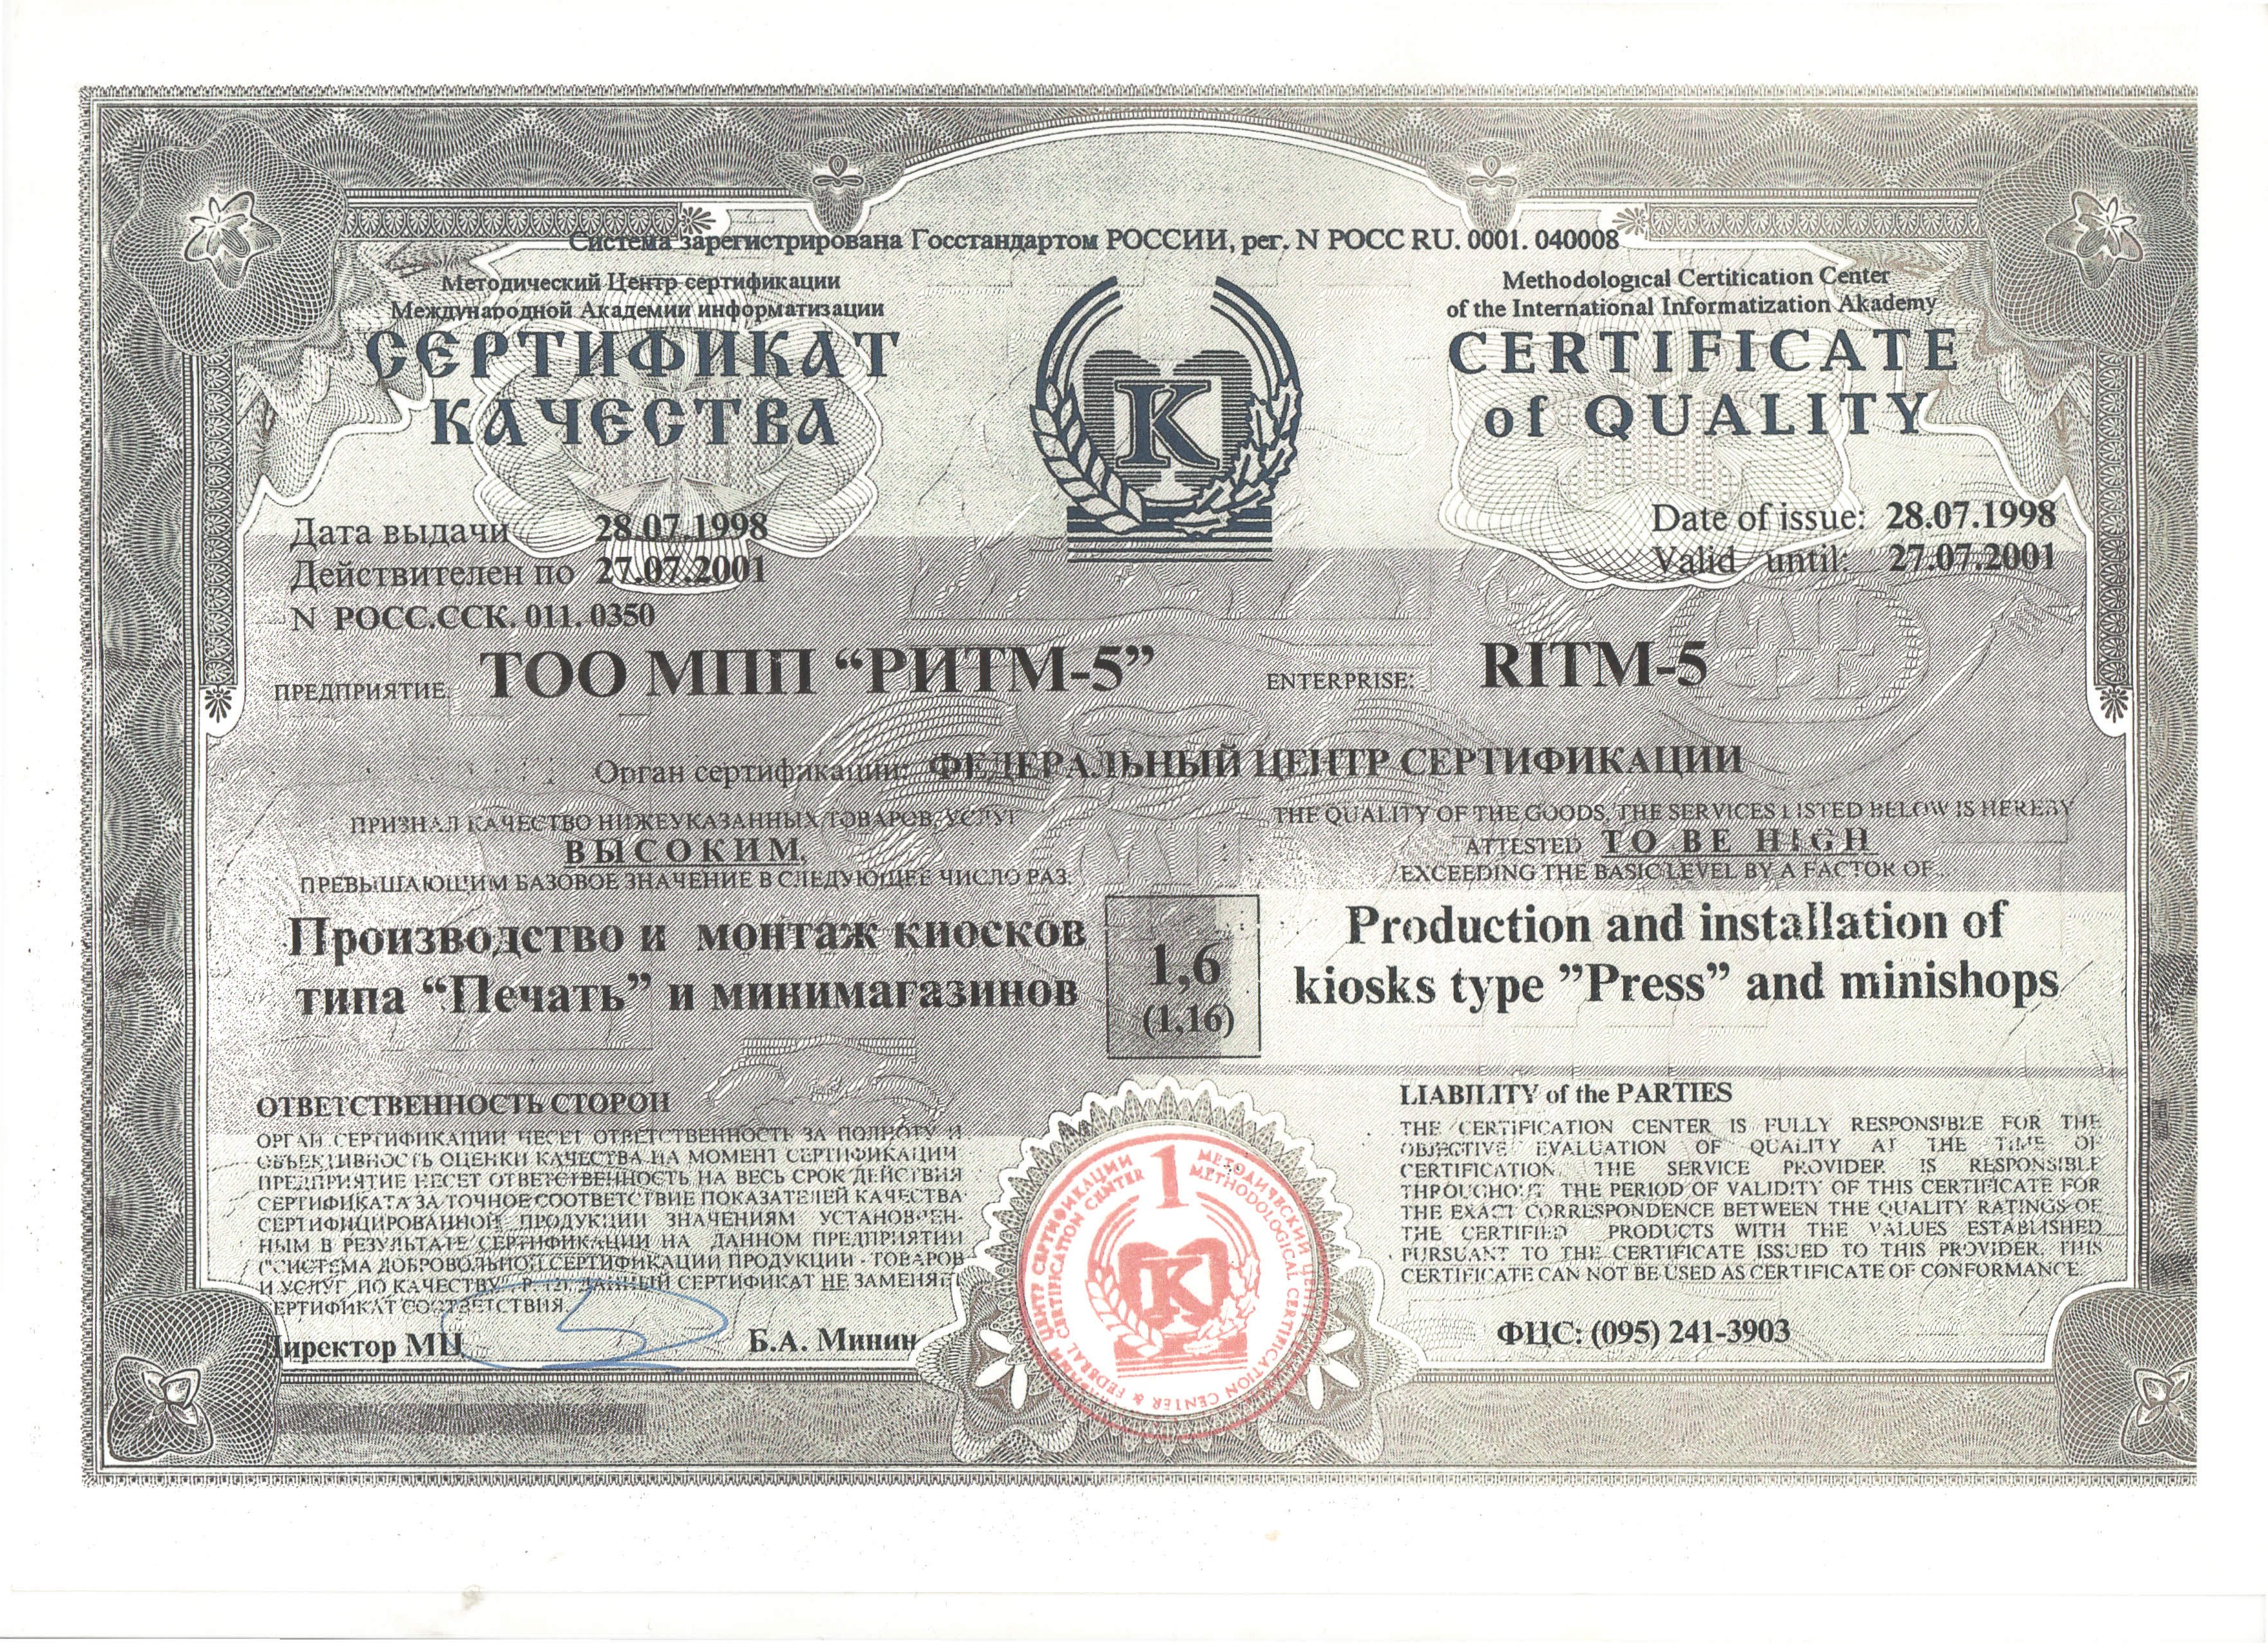 Система зарегистрирована Госстандартом РОССИИ, рег. N РОСС RU. 0001. 040008
Методический Центр сертификации
Международной Академии информатизации
СЕРТИФИКАТ
КАЧЕСТВА
Methodological Certification Center
of the International Informatization Akademy
CERTIFICATE
of QUALITY
К
Дата выдачи 28.07.1998
Действителен по 27.07.2001
N РОСС.ССК. 011. 0350
Date of issue: 28.07.1998
Valid until: 27.07.2001
ПРЕДПРИЯТИЕ: ТОО МПП “РИТМ-5”
ENTERPRISE: RITM-5
Орган сертификации: ФЕДЕРАЛЬНЫЙ ЦЕНТР СЕРТИФИКАЦИИ
ПРИЗНАЛ КАЧЕСТВО НИЖЕУКАЗАННЫХ ТОВАРОВ, УСЛУГ
ВЫСОКИМ,
ПРЕВЫШАЮЩИМ БАЗОВОЕ ЗНАЧЕНИЕ В СЛЕДУЮЩЕЕ ЧИСЛО РАЗ:
THE QUALITY OF THE GOODS, THE SERVICES LISTED BELOW IS HEREBY
ATTESTED TO BE HIGH
EXCEEDING THE BASIC LEVEL BY A FACTOR OF
Производство и монтаж киосков
типа “Печать” и минимагазинов
1,6
(1,16)
Production and installation of
kiosks type ”Press” and minishops
ОТВЕТСТВЕННОСТЬ СТОРОН
ОРГАН СЕРТИФИКАЦИИ НЕСЕТ ОТВЕТСТВЕННОСТЬ ЗА ПОЛНОТУ И
ОБЪЕКТИВНОСТЬ ОЦЕНКИ КАЧЕСТВА НА МОМЕНТ СЕРТИФИКАЦИИ
ПРЕДПРИЯТИЕ НЕСЕТ ОТВЕТСТВЕННОСТЬ НА ВЕСЬ СРОК ДЕЙСТВИЯ
СЕРТИФИКАТА ЗА ТОЧНОЕ СООТВЕТСТВИЕ ПОКАЗАТЕЛЕЙ КАЧЕСТВА
СЕРТИФИЦИРОВАННОЙ ПРОДУКЦИИ ЗНАЧЕНИЯМ УСТАНОВЛЕН-
НЫМ В РЕЗУЛЬТАТЕ СЕРТИФИКАЦИИ НА ДАННОМ ПРЕДПРИЯТИИ
("СИСТЕМА ДОБРОВОЛЬНОЙ СЕРТИФИКАЦИИ ПРОДУКЦИИ - ТОВАРОВ
И УСЛУГ ПО КАЧЕСТВУ", ДАННЫЙ СЕРТИФИКАТ НЕ ЗАМЕНЯЕТ
СЕРТИФИКАТ СООТВЕТСТВИЯ.
Директор МЦ Б.А. Минин
LIABILITY of the PARTIES
THE CERTIFICATION CENTER IS FULLY RESPONSIBLE FOR THE
OBJECTIVE EVALUATION OF QUALITY AT THE TIME OF
CERTIFICATION. THE SERVICE PROVIDER IS RESPONSIBLE
THROUGHOUT THE PERIOD OF VALIDITY OF THIS CERTIFICATE FOR
THE EXACT CORRESPONDENCE BETWEEN THE QUALITY RATINGS OF
THE CERTIFIED PRODUCTS WITH THE VALUES ESTABLISHED
PURSUANT TO THE CERTIFICATE ISSUED TO THIS PROVIDER. THIS
CERTIFICATE CAN NOT BE USED AS CERTIFICATE OF CONFORMANCE.
ФЦС: (095) 241-3903
1
МЕТОДИЧЕСКИЙ ЦЕНТР СЕРТИФИКАЦИИ
METHODOLOGICAL CERTIFICATION CENTER & FEDERAL CERTIFICATION CENTER
К